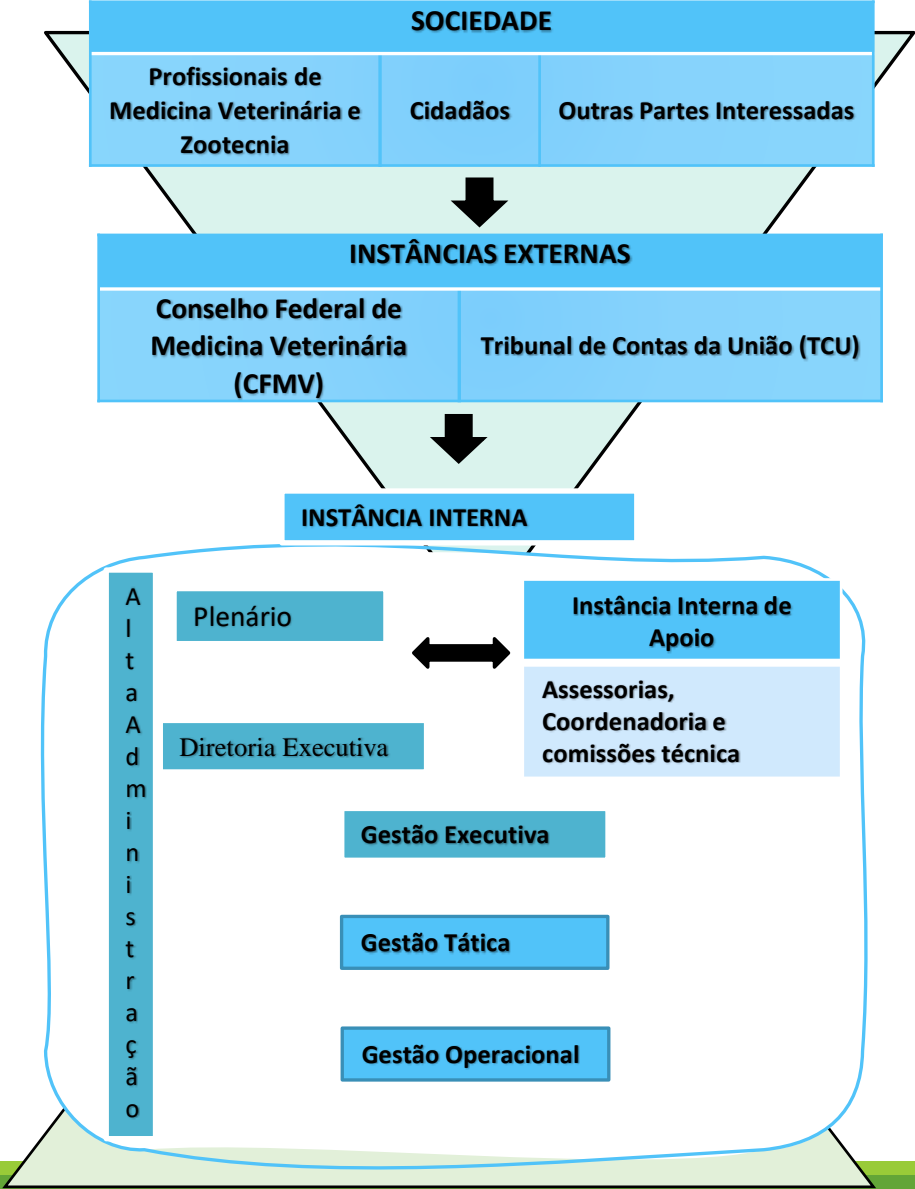 SOCIEDADE
Profissionais de
Medicina Veterinária e
Zootecnia
Cidadãos
Outras Partes Interessadas
INSTÂNCIAS EXTERNAS
Conselho Federal de
Medicina Veterinária
(CFMV)
Tribunal de Contas da União (TCU)
INSTÂNCIA INTERNA
Alta Administração
Plenário
Instância Interna de
Apoio
Assessorias,
Coordenadoria e
comissões técnica
Diretoria Executiva
Gestão Executiva
Gestão Tática
Gestão Operacional